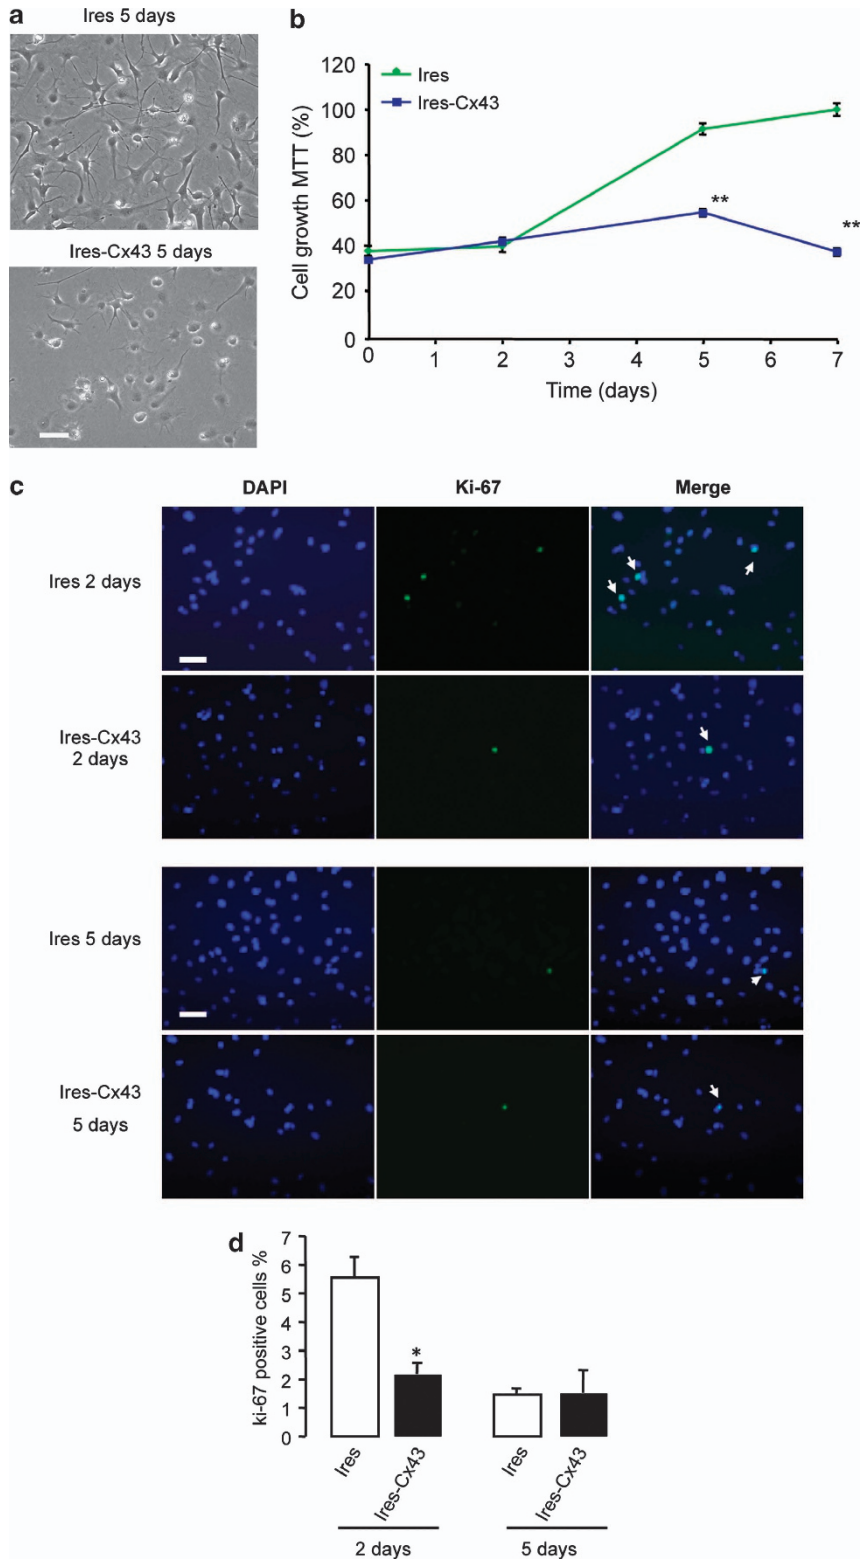 a
Ires 5 days
Ires-Cx43 5 days
b
120
100
80
60
40
20
0
Cell growth MTT (%)
Ires
Ires-Cx43
**
**
0 1 2 3 4 5 6 7
Time (days)
c
DAPI Ki-67 Merge
Ires 2 days
Ires-Cx43
2 days
Ires 5 days
Ires-Cx43
5 days
d
7
6
5
4
3
2
1
0
ki-67 positive cells %
*
Ires
Ires-Cx43
Ires
Ires-Cx43
2 days
5 days